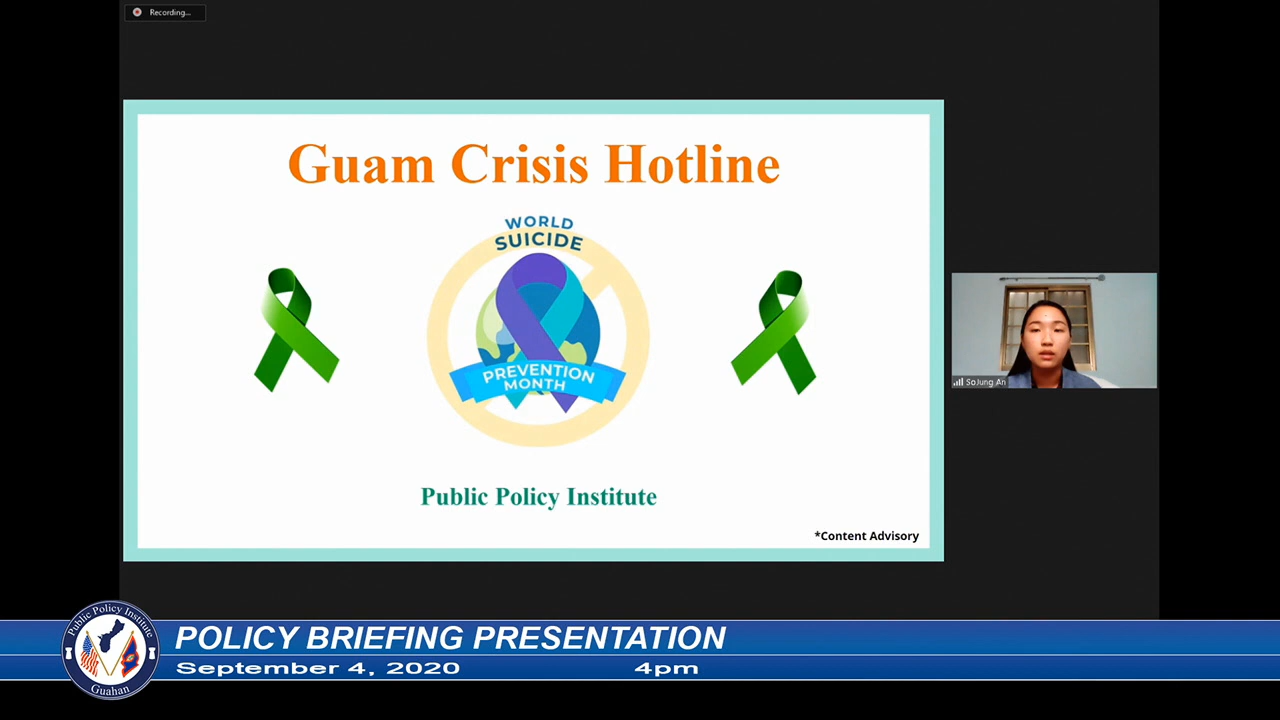 Recording...
Guam Crisis Hotline
WORLD
SUICIDE
PREVENTION
MONTH
Public Policy Institute
*Content Advisory
SoJung An
Public Policy Institute
Guahan
POLICY BRIEFING PRESENTATION
September 4, 2020 4pm